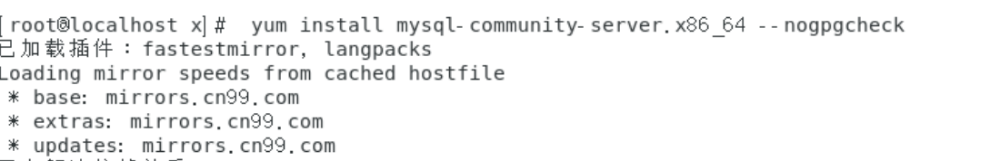 [root@localhost x]#  yum install mysql-community-server.x86_64 --nogpgcheck
已加载插件：fastestmirror, langpacks
Loading mirror speeds from cached hostfile
 * base: mirrors.cn99.com
 * extras: mirrors.cn99.com
 * updates: mirrors.cn99.com